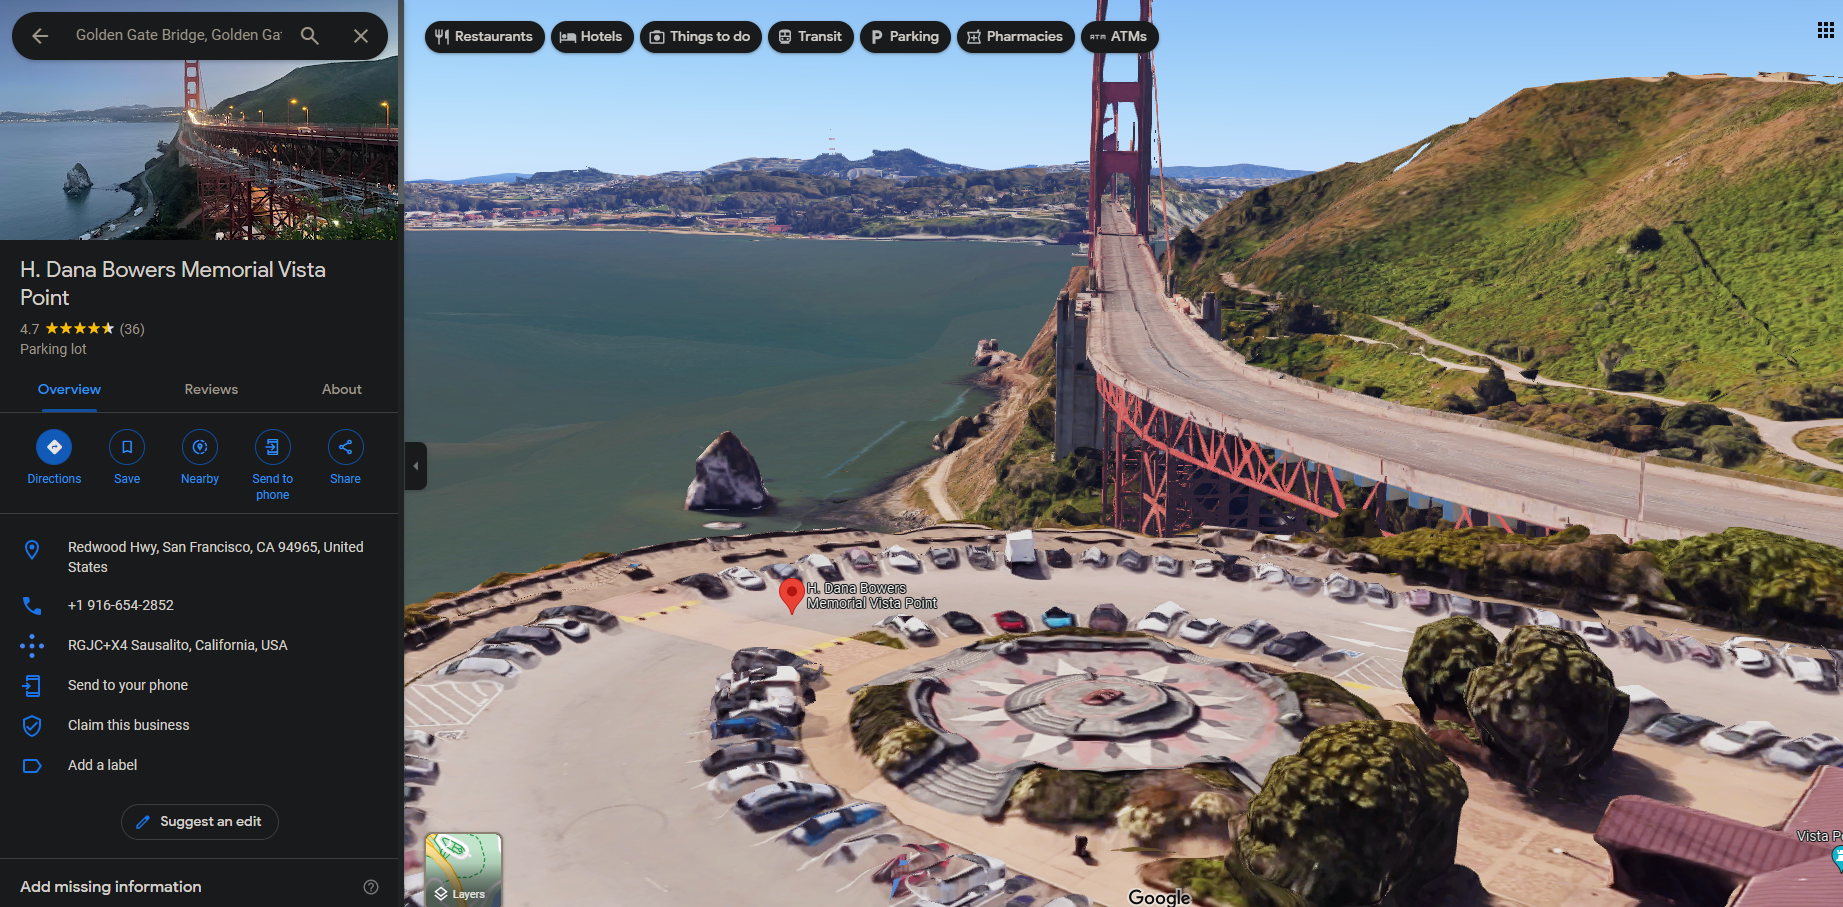 Golden Gate Bridge, Golden Ga
Restaurants
Hotels
Things to do
Transit
Parking
Pharmacies
ATM ATMs
H. Dana Bowers Memorial Vista
Point
4.7 (36)
Parking lot
Overview
Reviews
About
Directions
Save
Nearby
Send to
phone
Share
Redwood Hwy, San Francisco, CA 94965, United
States
+1 916-654-2852
RGJC+X4 Sausalito, California, USA
Send to your phone
Claim this business
Add a label
Suggest an edit
Add missing information
H. Dana Bowers
Memorial Vista Point
Vista Po
Layers
Google